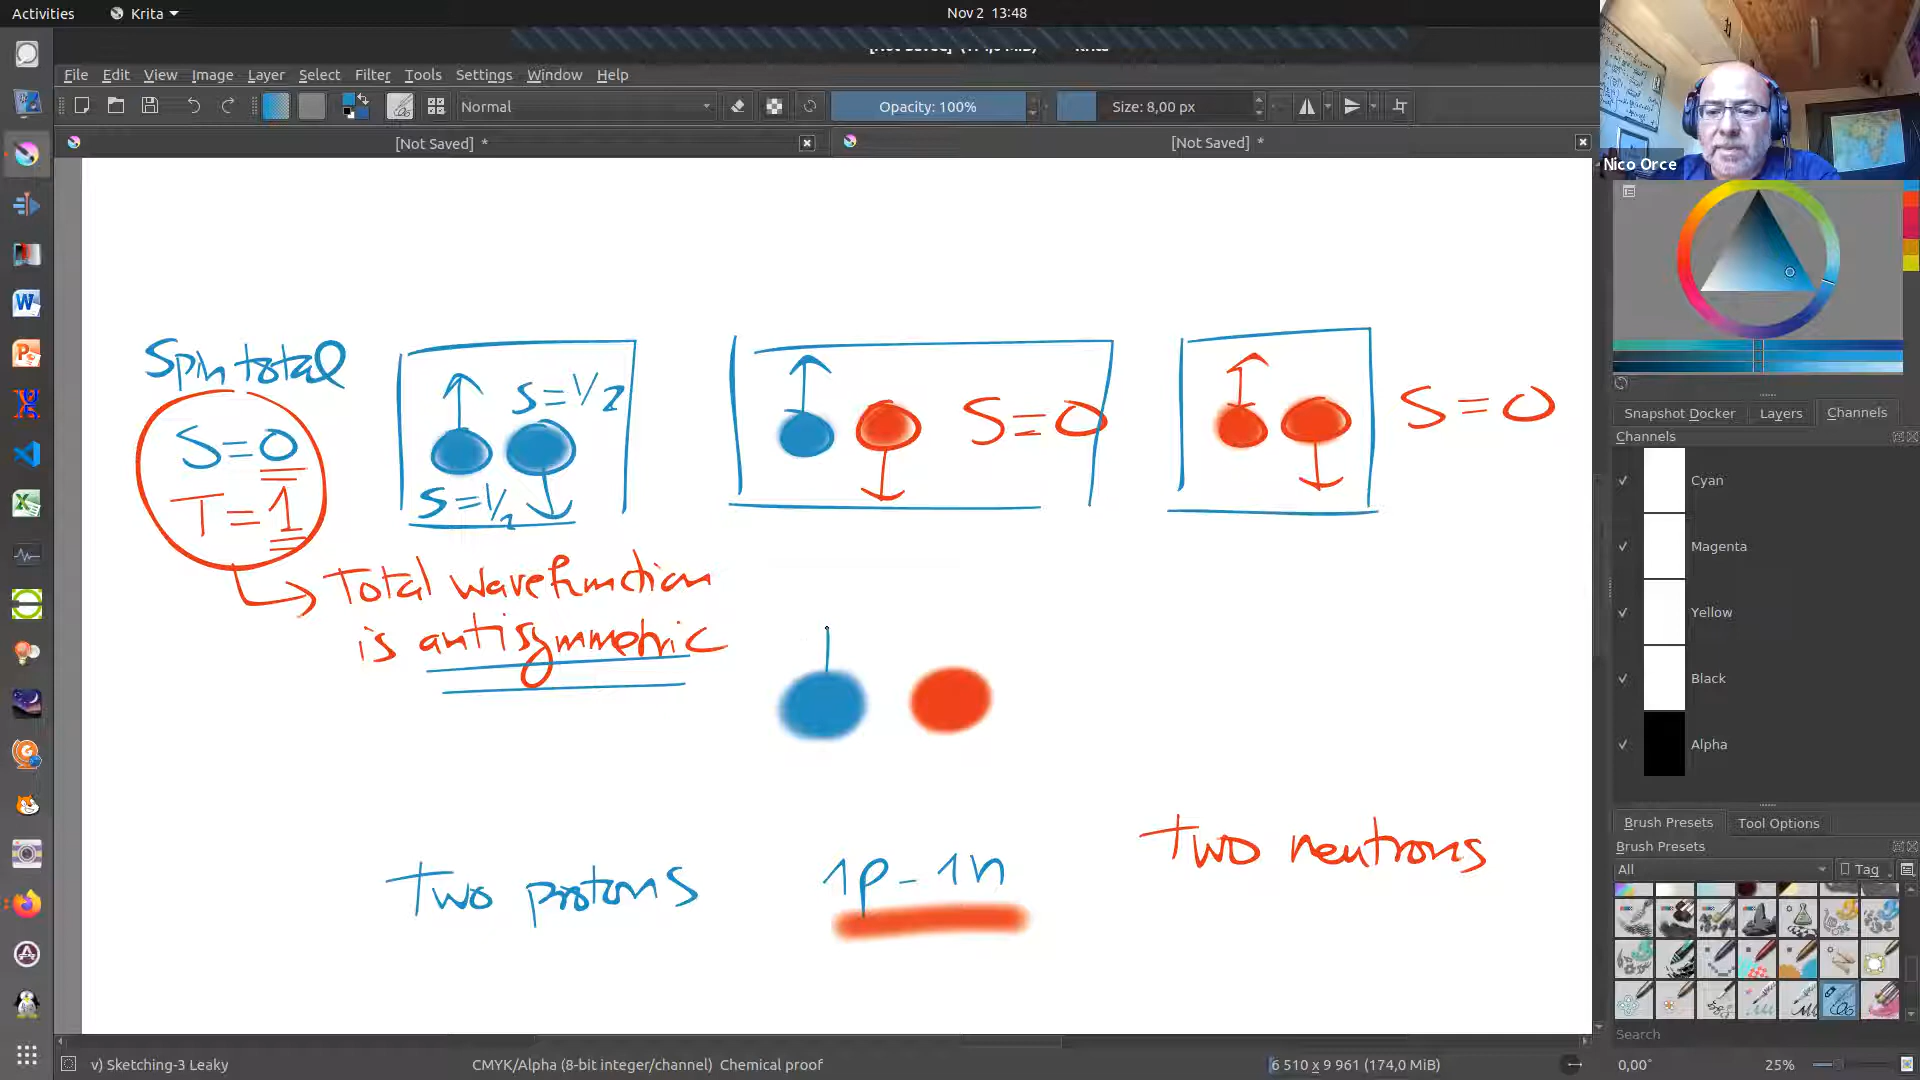 Activities
Krita
Nov 2 13:48
File Edit View Image Layer Select Filter Tools Settings Window Help
Normal
Opacity: 100%
Size: 8,00 px
[Not Saved] *
[Not Saved] *
Nico Orce
Spin total
S=0
T=1
S=1/2
S=1/2
S=0
S=0
Total wavefunction
is antisymmetric
Two protons
1p-1n
Two neutrons
Snapshot Docker Layers Channels
Channels
Cyan
Magenta
Yellow
Black
Alpha
Brush Presets Tool Options
Brush Presets
All
Tag
Search
v) Sketching-3 Leaky
CMYK/Alpha (8-bit integer/channel) Chemical proof
6 510 x 9 961 (174,0 MiB)
0,00°
25%